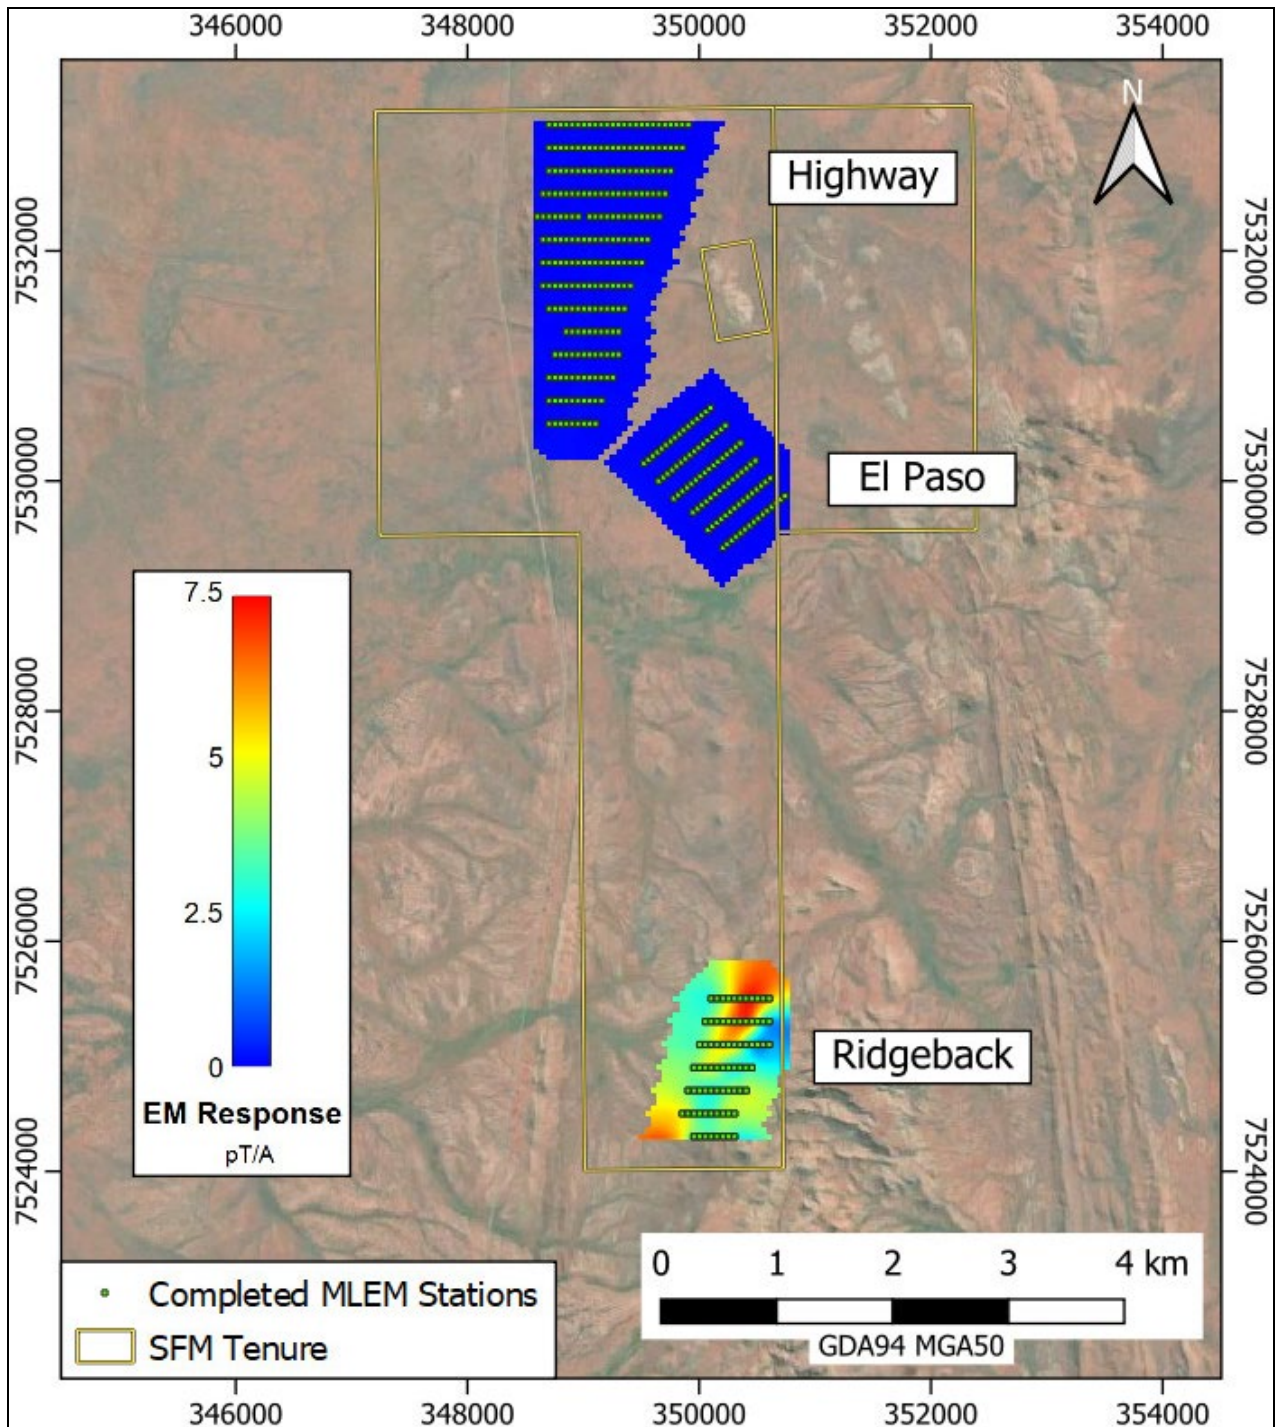 346000 348000 350000 352000 354000
N
Highway
7532000
7532000
El Paso
7530000
7530000
7.5
5
2.5
0
EM Response
pT/A
7528000
7528000
7526000
7526000
Ridgeback
7524000
7524000
Completed MLEM Stations
SFM Tenure
0 1 2 3 4 km
GDA94 MGA50
346000 348000 350000 352000 354000